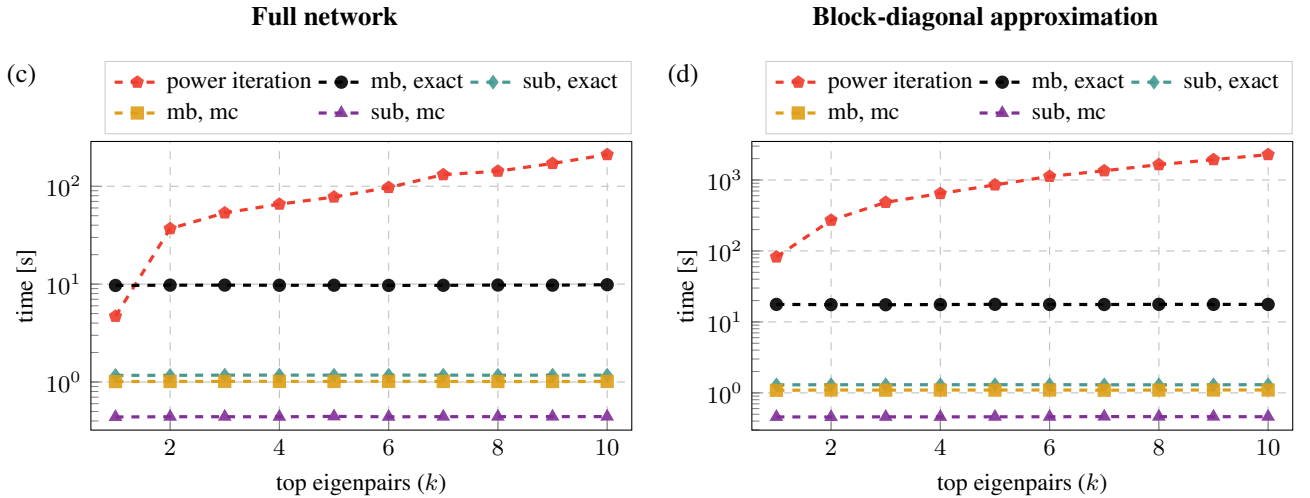 Full network
(c)
power iteration mb, exact sub, exact
mb, mc sub, mc
10^2
10^1
10^0
time [s]
2 4 6 8 10
top eigenpairs (k)
Block-diagonal approximation
(d)
power iteration mb, exact sub, exact
mb, mc sub, mc
10^3
10^2
10^1
10^0
time [s]
2 4 6 8 10
top eigenpairs (k)